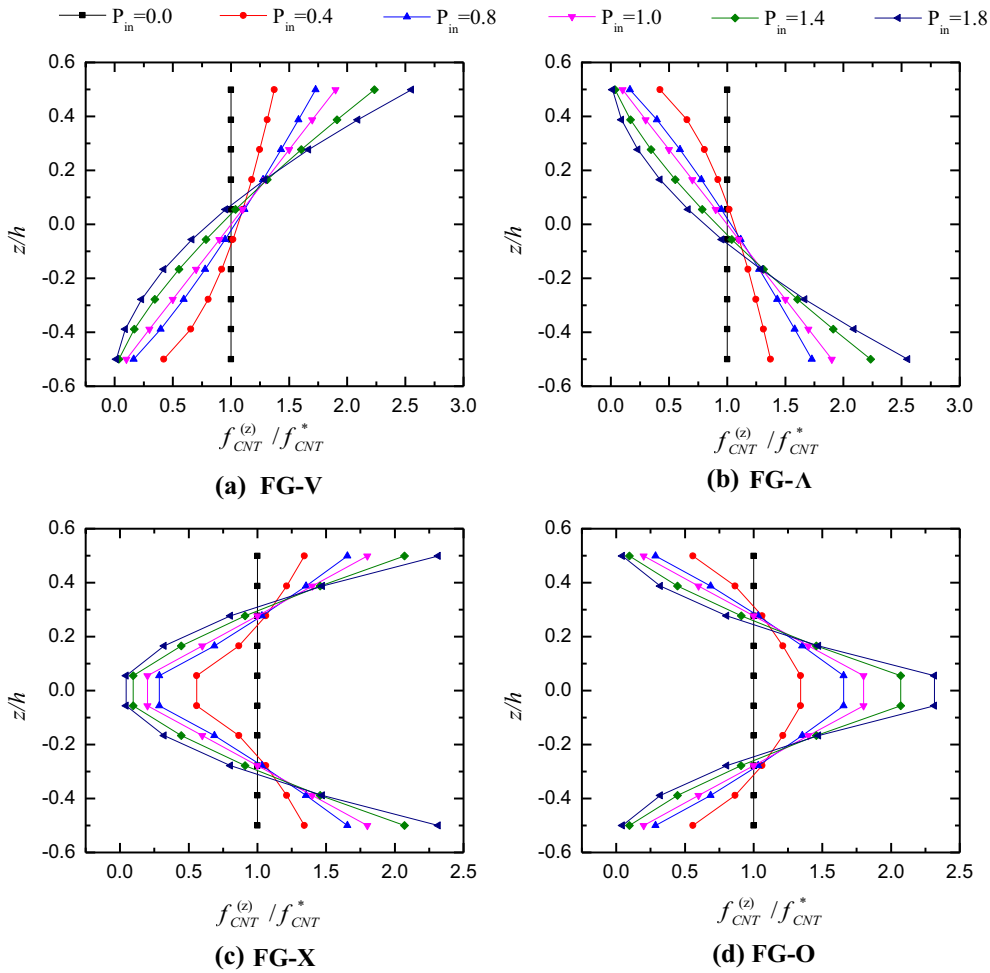 P_in=0.0 P_in=0.4 P_in=0.8 P_in=1.0 P_in=1.4 P_in=1.8
0.6 0.4 0.2 0.0 -0.2 -0.4 -0.6
z/h
0.0 0.5 1.0 1.5 2.0 2.5 3.0
f_CNT^(z) / f_CNT^*
(a) FG-V
0.6 0.4 0.2 0.0 -0.2 -0.4 -0.6
z/h
0.0 0.5 1.0 1.5 2.0 2.5 3.0
f_CNT^(z) / f_CNT^*
(b) FG-Λ
0.6 0.4 0.2 0.0 -0.2 -0.4 -0.6
z/h
0.0 0.5 1.0 1.5 2.0 2.5
f_CNT^(z) / f_CNT^*
(c) FG-X
0.6 0.4 0.2 0.0 -0.2 -0.4 -0.6
z/h
0.0 0.5 1.0 1.5 2.0 2.5
f_CNT^(z) / f_CNT^*
(d) FG-O